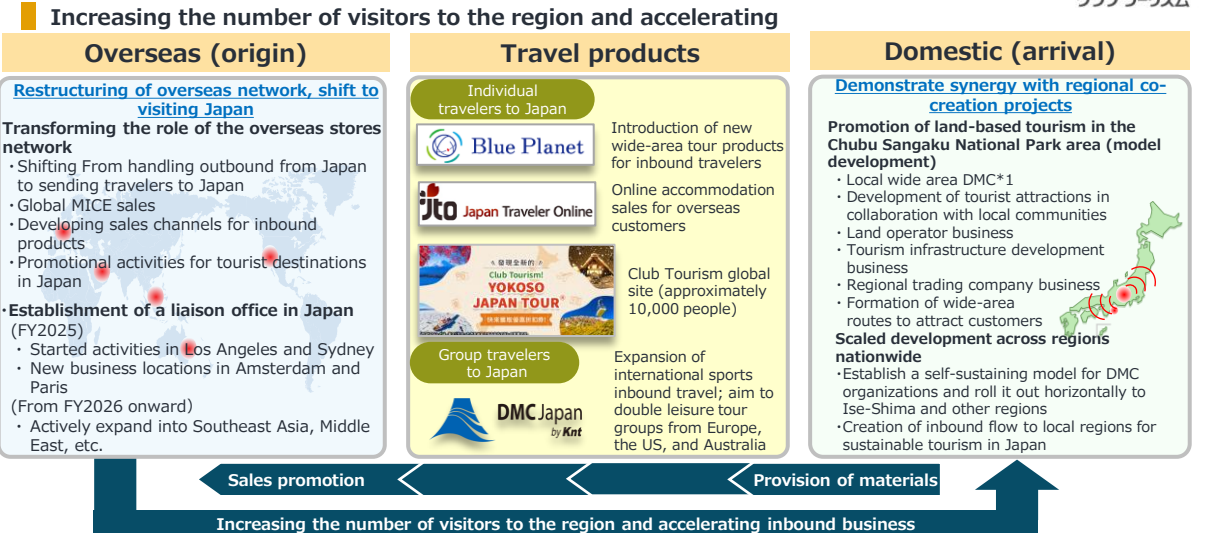 Increasing the number of visitors to the region and accelerating
Overseas (origin)
Restructuring of overseas network, shift to
visiting Japan
Transforming the role of the overseas stores
network
・Shifting From handling outbound from Japan
to sending travelers to Japan
・Global MICE sales
・Developing sales channels for inbound
products
・Promotional activities for tourist destinations
in Japan
・Establishment of a liaison office in Japan
(FY2025)
・ Started activities in Los Angeles and Sydney
・ New business locations in Amsterdam and
Paris
(From FY2026 onward）
・ Actively expand into Southeast Asia, Middle
East, etc.
Travel products
Individual
travelers to Japan
Blue Planet
Introduction of new
wide-area tour products
for inbound travelers
jto Japan Traveler Online
Online accommodation
sales for overseas
customers
Club Tourism!
YOKOSO
JAPAN TOUR
Club Tourism global
site (approximately
10,000 people)
Group travelers
to Japan
DMC Japan
by Knt
Expansion of
international sports
inbound travel; aim to
double leisure tour
groups from Europe,
the US, and Australia
Domestic (arrival)
Demonstrate synergy with regional co-
creation projects
Promotion of land-based tourism in the
Chubu Sangaku National Park area (model
development)
・ Local wide area DMC*1
・ Development of tourist attractions in
collaboration with local communities
・ Land operator business
・ Tourism infrastructure development
business
・ Regional trading company business
・ Formation of wide-area
routes to attract customers
Scaled development across regions
nationwide
・Establish a self-sustaining model for DMC
organizations and roll it out horizontally to
Ise-Shima and other regions
・Creation of inbound flow to local regions for
sustainable tourism in Japan
Sales promotion
Provision of materials
Increasing the number of visitors to the region and accelerating inbound business